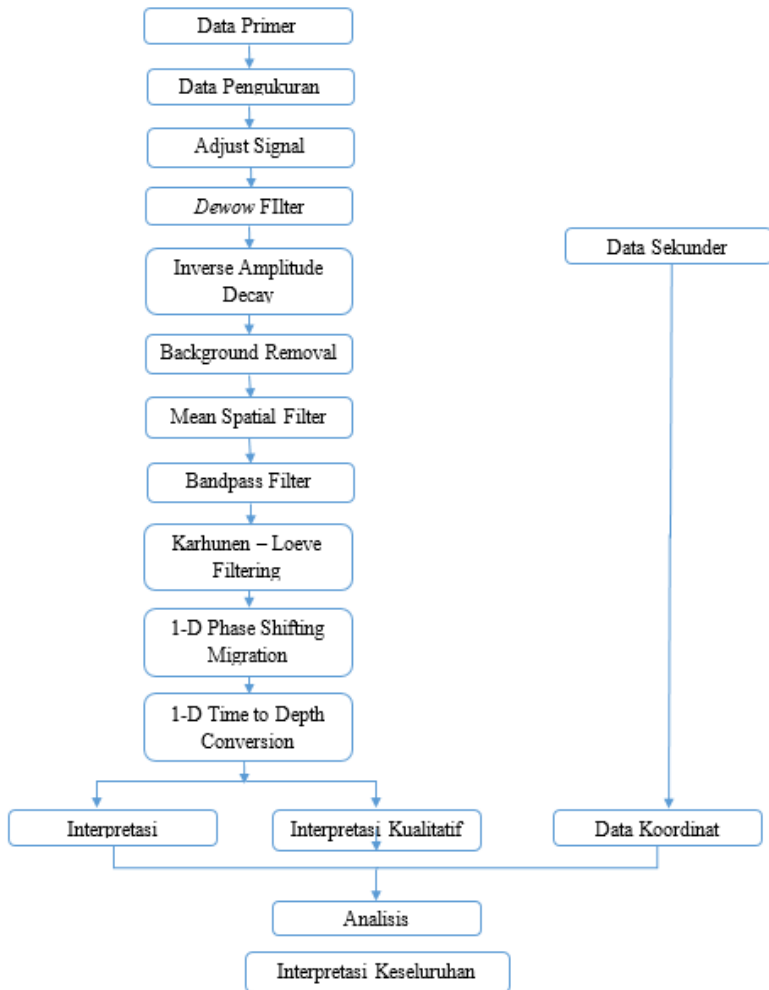 Data Primer
Data Pengukuran
Adjust Signal
Dewow FIlter
Inverse Amplitude
Decay
Background Removal
Mean Spatial Filter
Bandpass Filter
Karhunen – Loeve
Filtering
1-D Phase Shifting
Migration
1-D Time to Depth
Conversion
Data Sekunder
Interpretasi
Interpretasi Kualitatif
Data Koordinat
Analisis
Interpretasi Keseluruhan